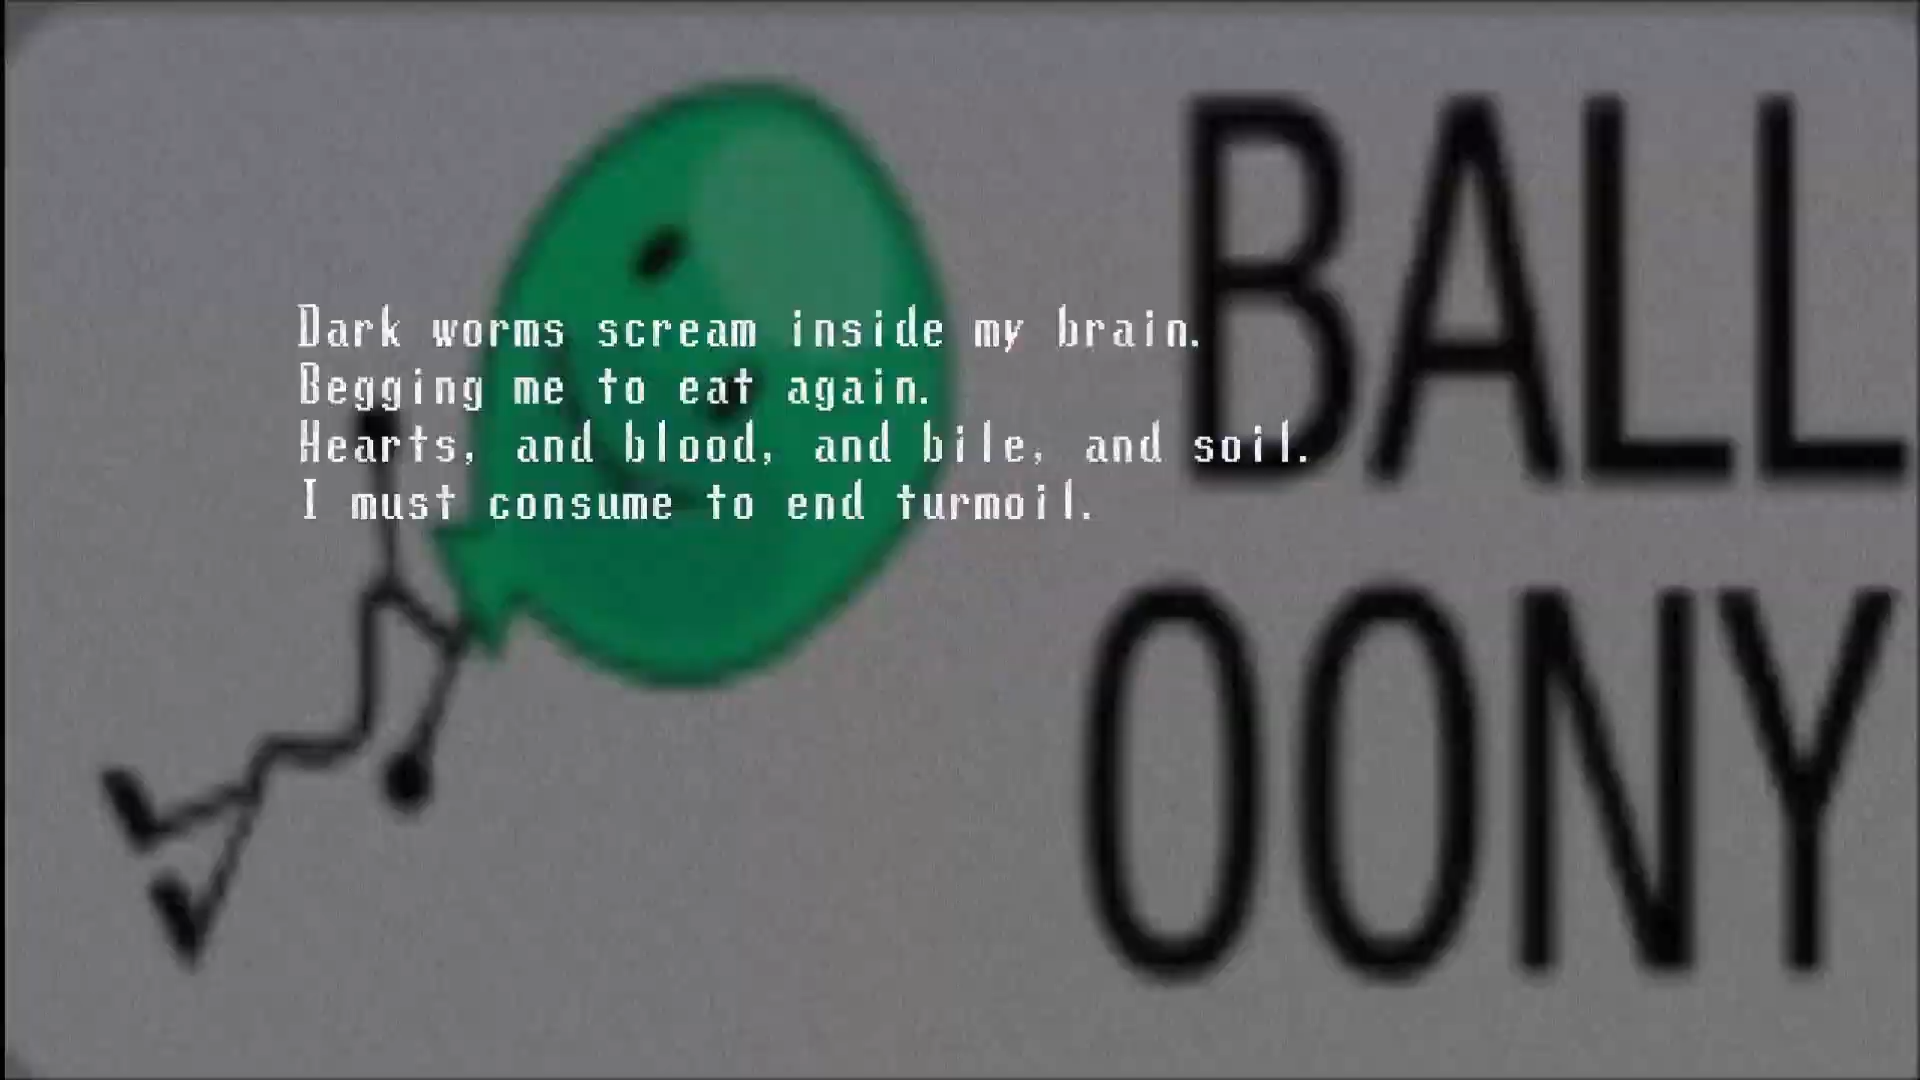 BALL
OONY
Dark worms scream inside my brain.
Begging me to eat again.
Hearts, and blood, and bile, and soil.
I must consume to end turmoil.